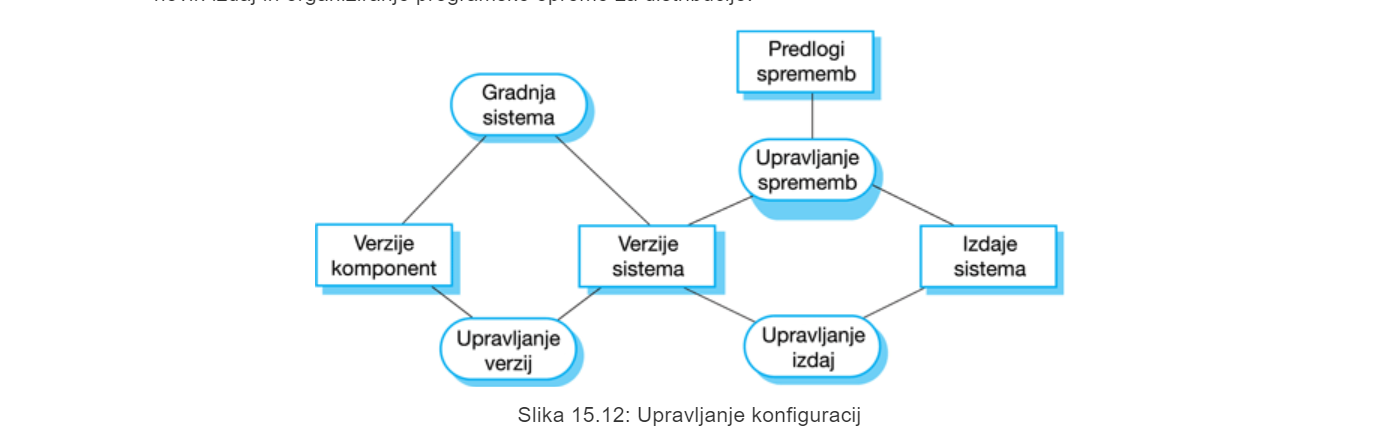 novih izdaj in organiziranje programske opreme za distribucijo.
Predlogi
sprememb
Gradnja
sistema
Upravljanje
sprememb
Verzije
komponent
Verzije
sistema
Izdaje
sistema
Upravljanje
verzij
Upravljanje
izdaj
Slika 15.12: Upravljanje konfiguracij